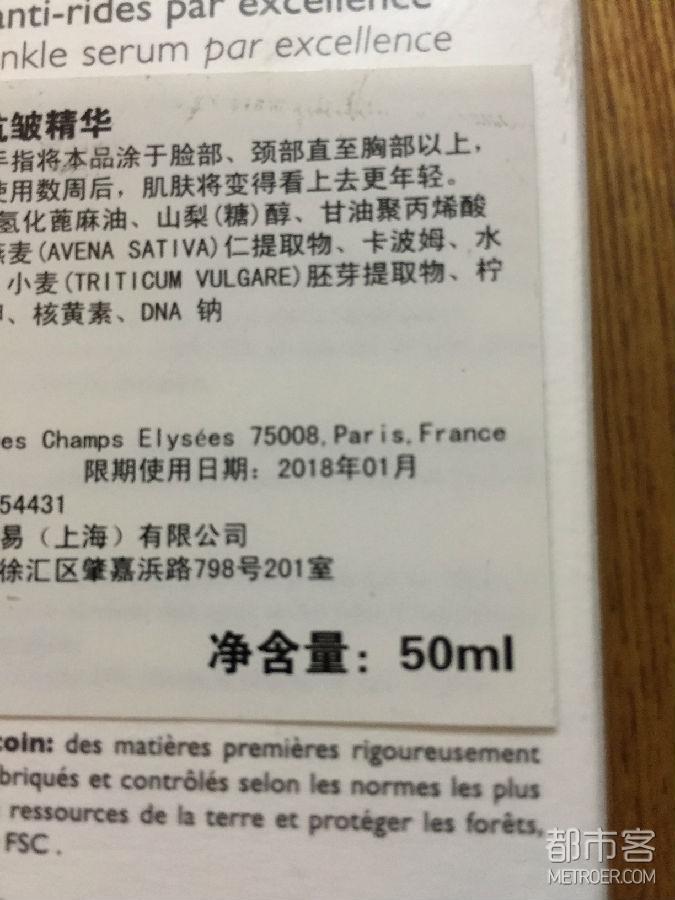 anti-rides par excellence
nkle serum par excellence
皱精华
指将本品涂于脸部、颈部直至胸部以上，
使用数周后，肌肤将变得看上去更年轻。
氢化蓖麻油、山梨(糖)醇、甘油聚丙烯酸
燕麦(AVENA SATIVA)仁提取物、卡波姆、水
小麦(TRITICUM VULGARE)胚芽提取物、柠
、核黄素、DNA 钠
es Champs Elysées 75008,Paris,France
限期使用日期：2018年01月
54431
易（上海）有限公司
徐汇区肇嘉浜路798号201室
净含量：50ml
coin: des matières premières rigoureusement
briqués et contrôlés selon les normes les plus
ressources de la terre et protéger les forêts,
FSC .
都市客
METROER.COM